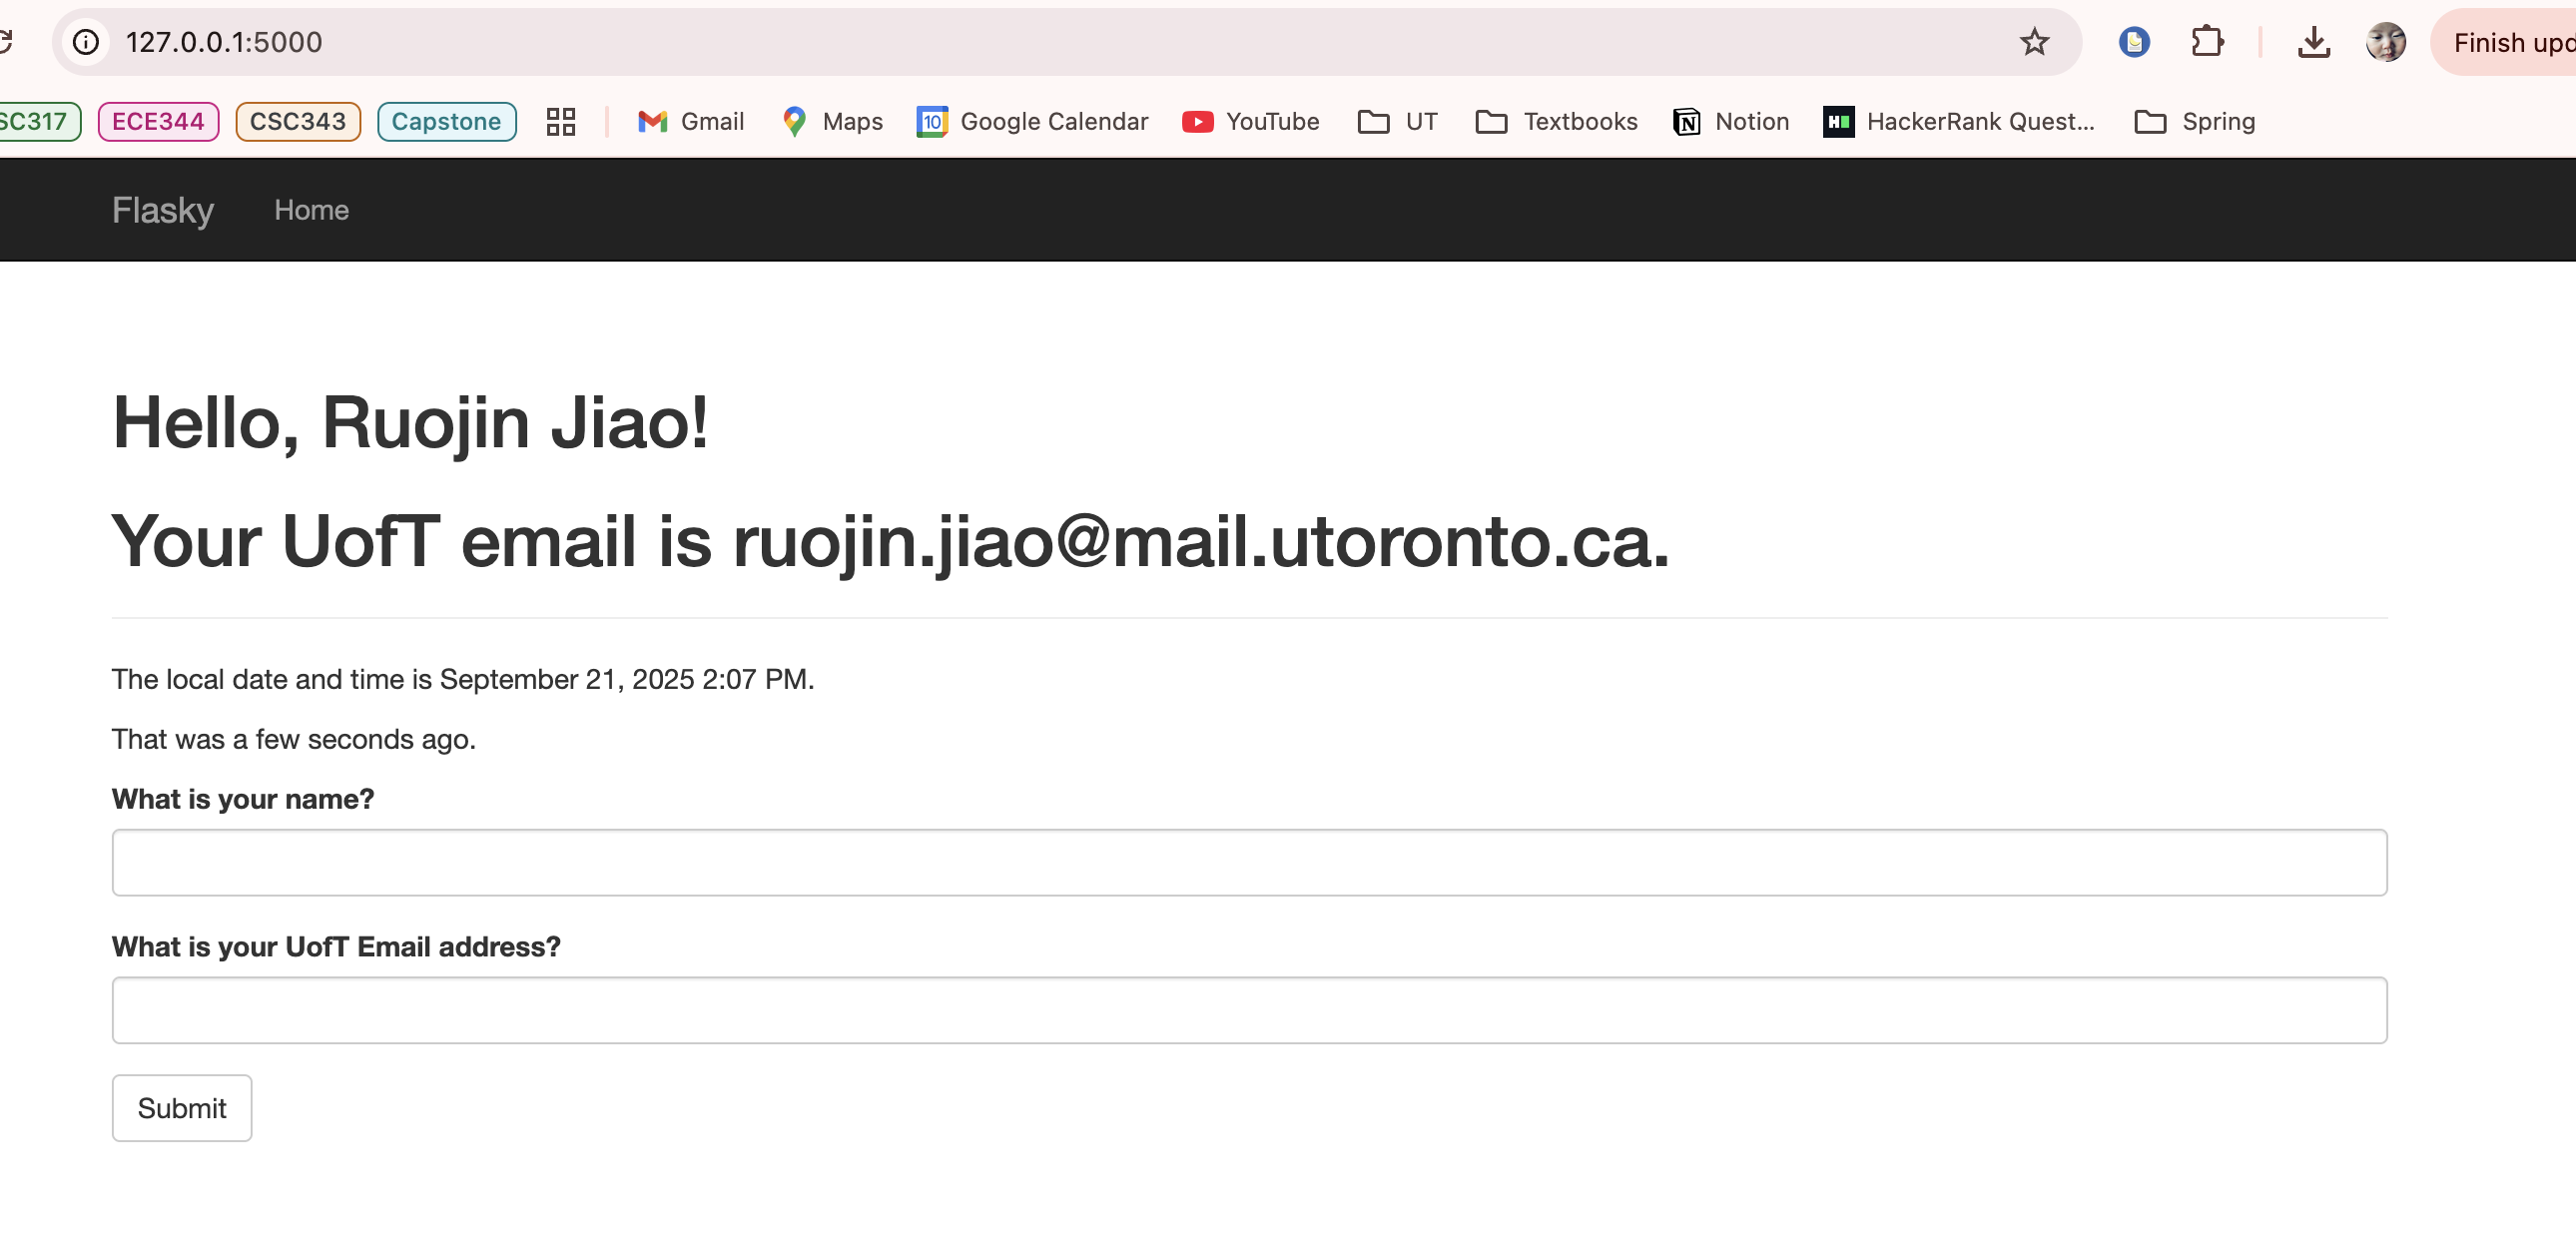 127.0.0.1:5000
Finish upd
SC317 ECE344 CSC343 Capstone Gmail Maps 10 Google Calendar YouTube UT Textbooks Notion HackerRank Quest... Spring
Flasky Home
Hello, Ruojin Jiao!
Your UofT email is ruojin.jiao@mail.utoronto.ca.
The local date and time is September 21, 2025 2:07 PM.
That was a few seconds ago.
What is your name?
What is your UofT Email address?
Submit